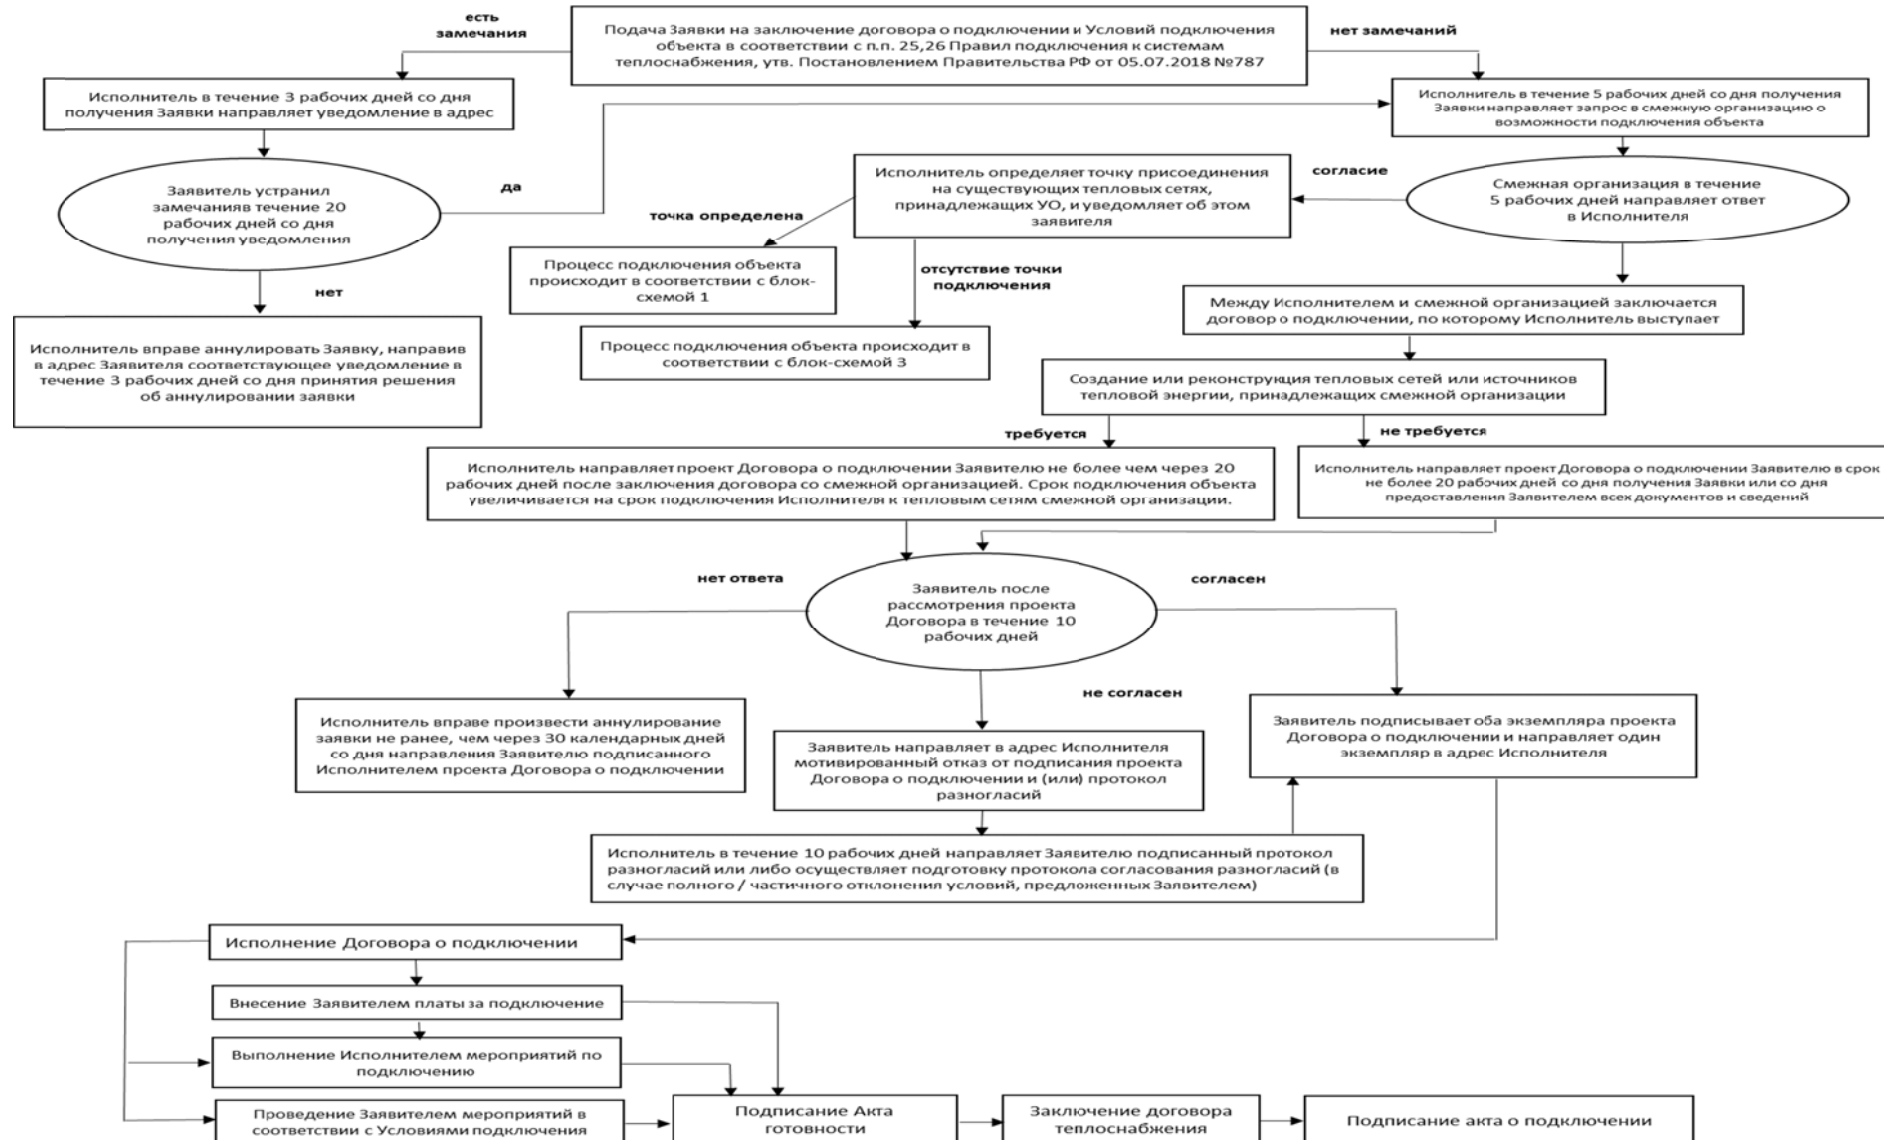 есть
замечания
Подача Заявки на заключение договора о подключении и Условий подключения
объекта в соответствии с п.п. 25,26 Правил подключения к системам
теплоснабжения, утв. Постановлением Правительства РФ от 05.07.2018 №787
нет замечаний
Исполнитель в течение 3 рабочих дней со дня
получения Заявки направляет уведомление в адрес
Исполнитель в течение 5 рабочих дней со дня получения
Заявки направляет запрос в смежную организацию о
возможности подключения объекта
Заявитель устранил
замечанияв течение 20
рабочих дней со дня
получения уведомления
да
Исполнитель определяет точку присоединения
на существующих тепловых сетях,
принадлежащих УО, и уведомляет об этом
заявителя
согласие
Смежная организация в течение
5 рабочих дней направляет ответ
в Исполнителя
точка определена
Процесс подключения объекта
происходит в соответствии с блок-
схемой 1
отсутствие точки
подключения
нет
Между Исполнителем и смежной организацией заключается
договор о подключении, по которому Исполнитель выступает
Исполнитель вправе аннулировать Заявку, направив
в адрес Заявителя соответствующее уведомление в
течение 3 рабочих дней со дня принятия решения
об аннулировании заявки
Процесс подключения объекта происходит в
соответствии с блок-схемой 3
Создание или реконструкция тепловых сетей или источников
тепловой энергии, принадлежащих смежной организации
требуется
не требуется
Исполнитель направляет проект Договора о подключении Заявителю не более чем через 20
рабочих дней после заключения договора со смежной организацией. Срок подключения объекта
увеличивается на срок подключения Исполнителя к тепловым сетям смежной организации.
Исполнитель направляет проект Договора о подключении Заявителю в срок
не более 20 рабочих дней со дня получения Заявки или со дня
предоставления Заявителем всех документов и сведений
нет ответа
Заявитель после
рассмотрения проекта
Договора в течение 10
рабочих дней
согласен
не согласен
Исполнитель вправе произвести аннулирование
заявки не ранее, чем через 30 календарных дней
со дня направления Заявителю подписанного
Исполнителем проекта Договора о подключении
Заявитель направляет в адрес Исполнителя
мотивированный отказ от подписания проекта
Договора о подключении и (или) протокол
разногласий
Заявитель подписывает оба экземпляра проекта
Договора о подключении и направляет один
экземпляр в адрес Исполнителя
Исполнитель в течение 10 рабочих дней направляет Заявителю подписанный протокол
разногласий или либо осуществляет подготовку протокола согласования разногласий (в
случае полного / частичного отклонения условий, предложенных Заявителем)
Исполнение Договора о подключении
Внесение Заявителем платы за подключение
Выполнение Исполнителем мероприятий по
подключению
Проведение Заявителем мероприятий в
соответствии с Условиями подключения
Подписание Акта
готовности
Заключение договора
теплоснабжения
Подписание акта о подключении